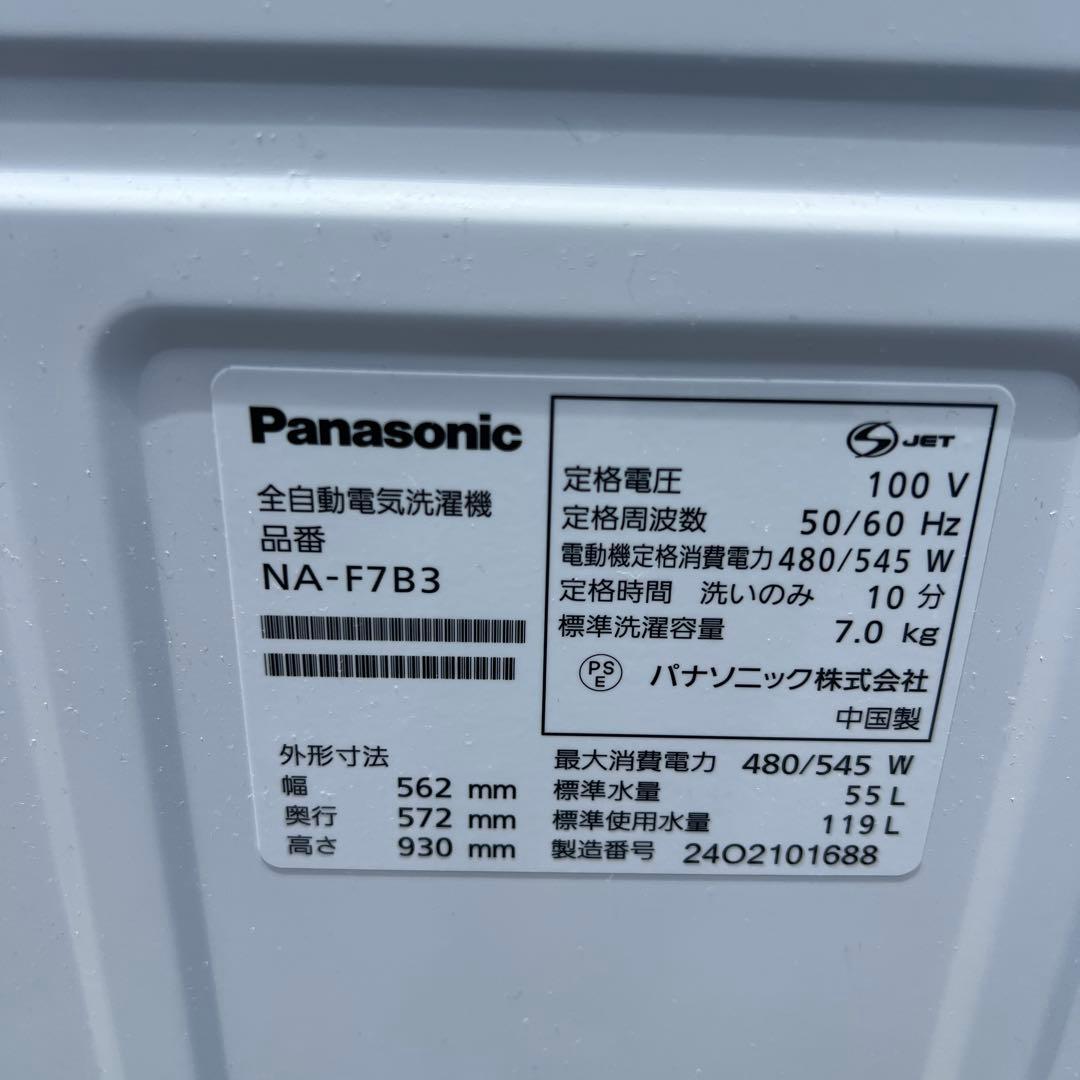 Panasonic
全自動電気洗濯機
品番
NA-F7B3
外形寸法
幅 562 mm
奥行 572 mm
高さ 930 mm
S JET
定格電圧 100 V
定格周波数 50/60 Hz
電動機定格消費電力 480/545 W
定格時間 洗いのみ 10 分
標準洗濯容量 7.0 kg
PSE パナソニック株式会社
中国製
最大消費電力 480/545 W
標準水量 55 L
標準使用水量 119 L
製造番号 24O2101688